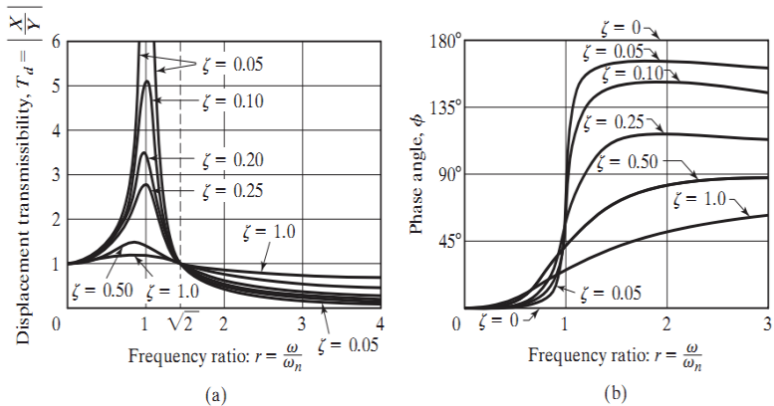 Displacement transmissibility, T_d = |X/Y|
6
5
4
3
2
1
0
1
√2
2
3
4
ζ = 0.05
ζ = 0.10
ζ = 0.20
ζ = 0.25
ζ = 1.0
ζ = 0.50
ζ = 1.0
ζ = 0.05
Frequency ratio: r = ω/ω_n
(a)
Phase angle, ϕ
180°
135°
90°
45°
0
1
2
3
ζ = 0
ζ = 0.05
ζ = 0.10
ζ = 0.25
ζ = 0.50
ζ = 1.0
ζ = 0.05
ζ = 0
Frequency ratio: r = ω/ω_n
(b)